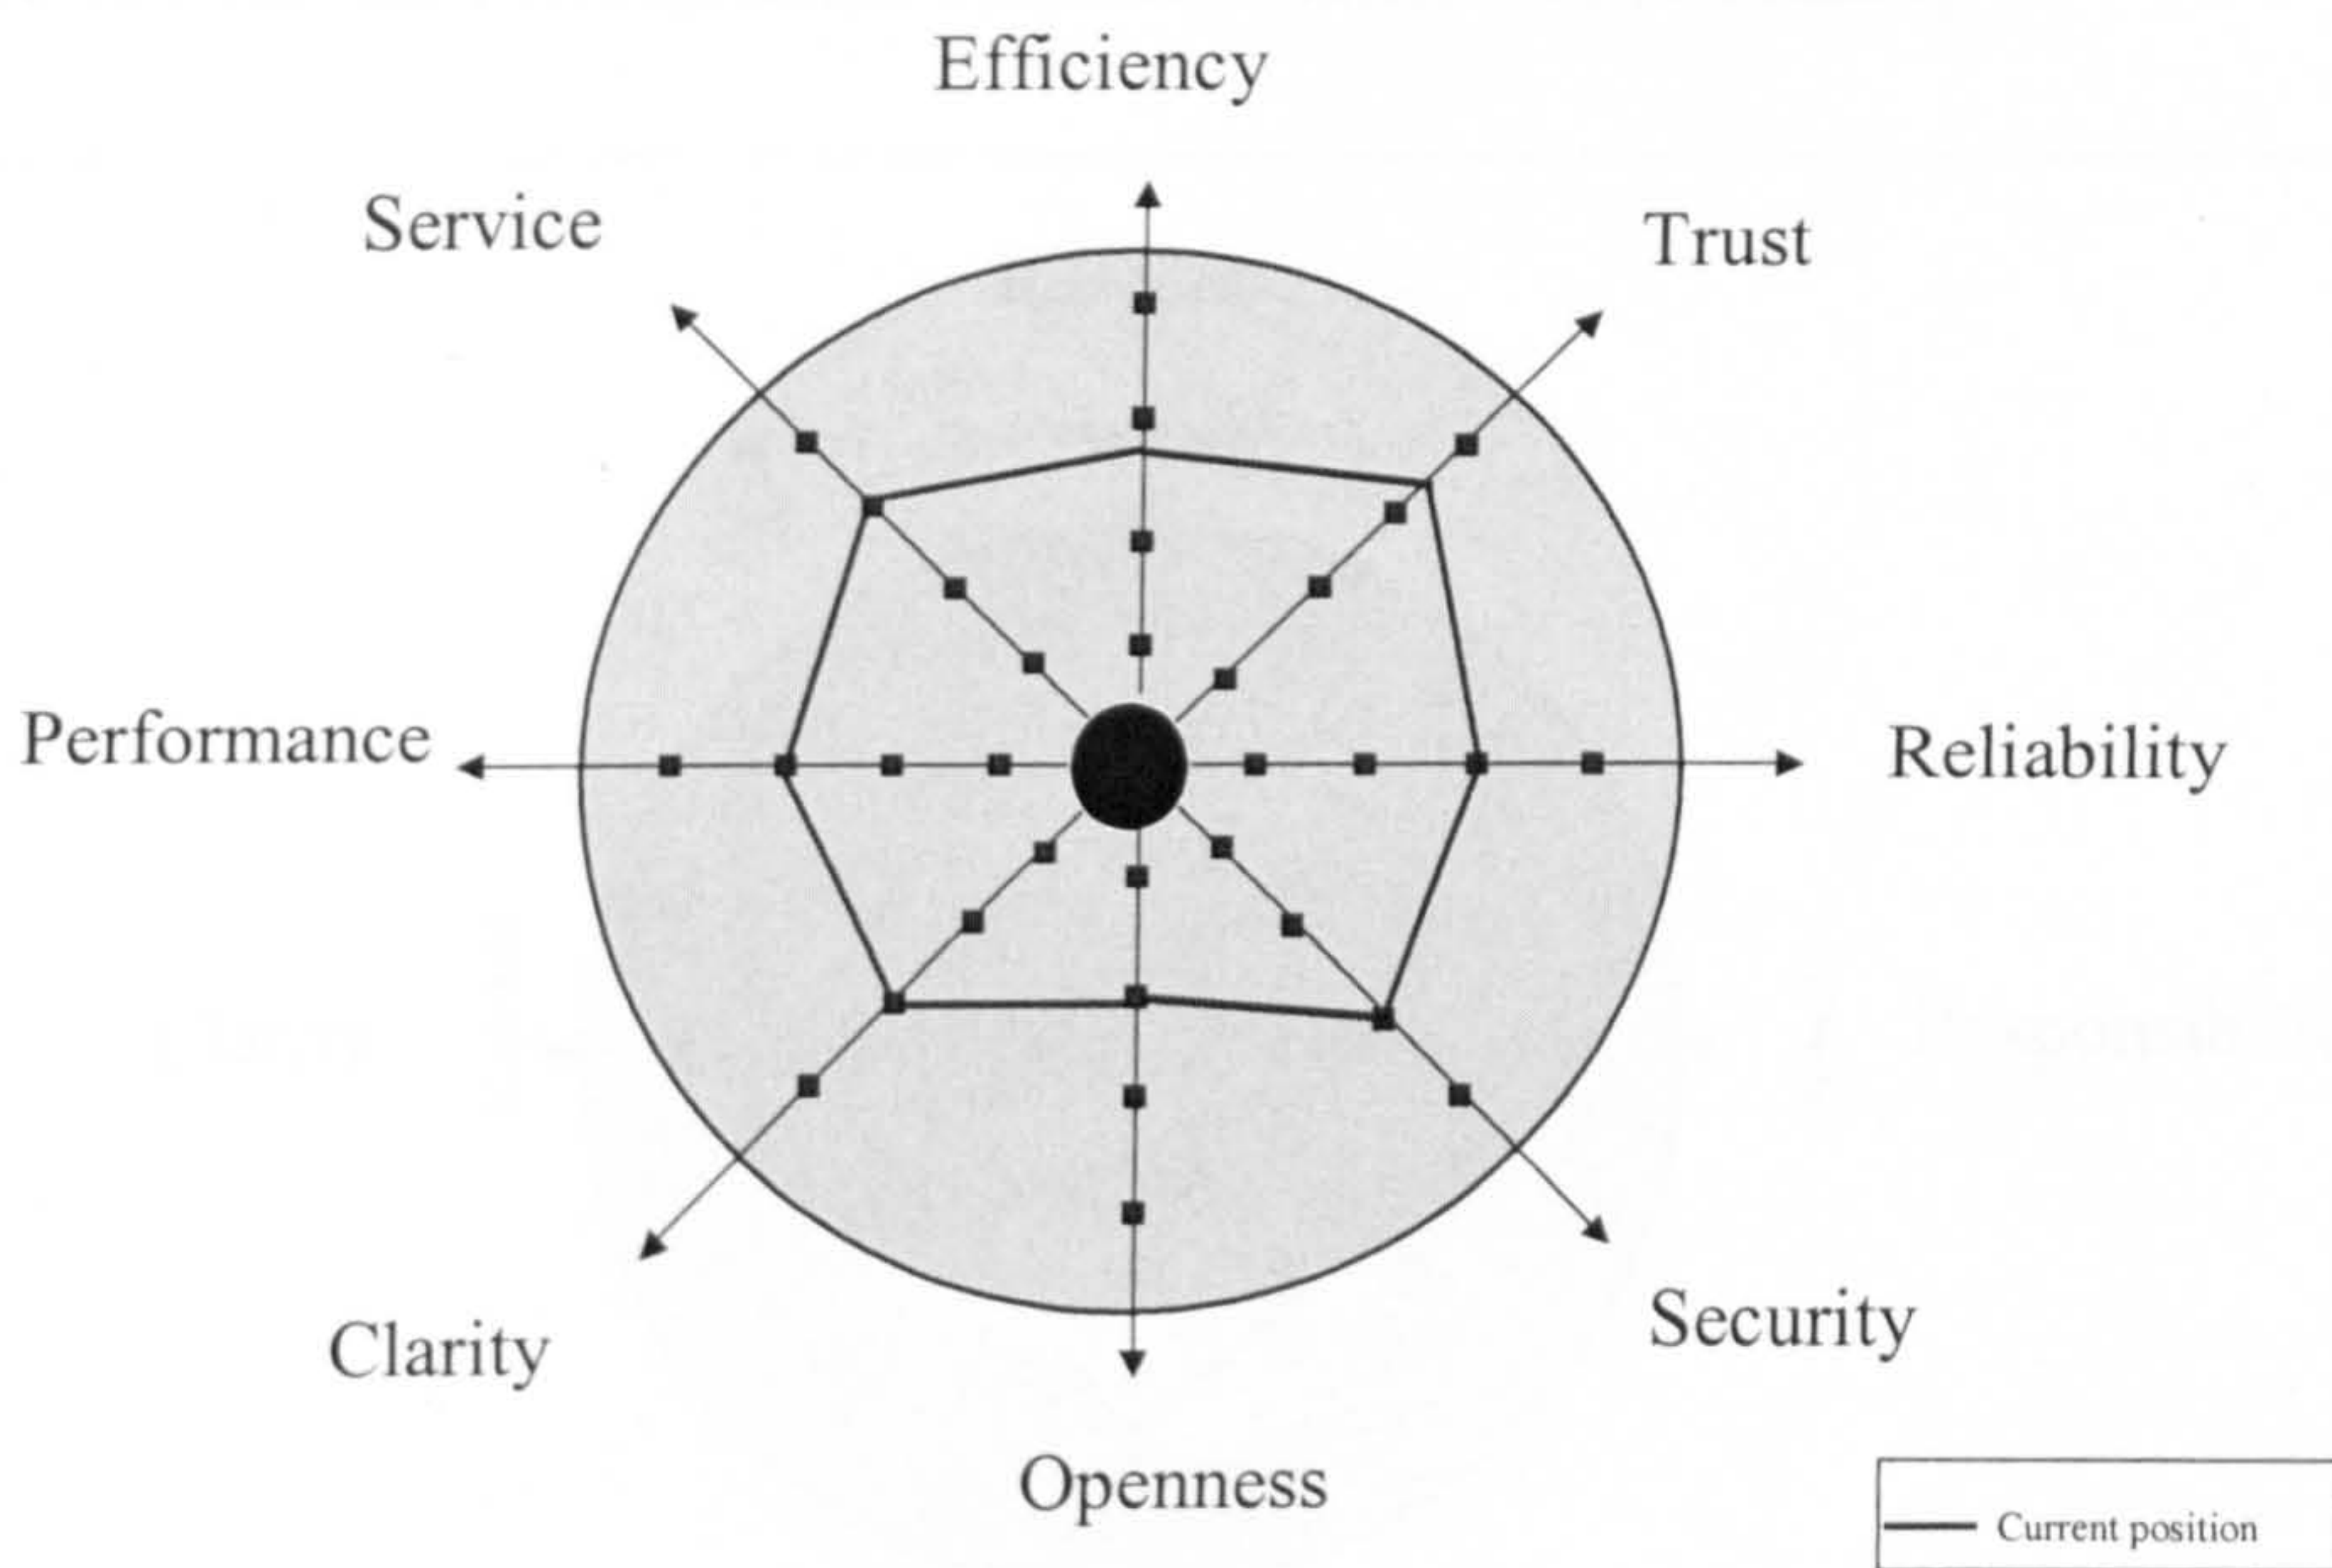 Efficiency
Service
Trust
Performance
Reliability
Clarity
Security
Openness
Current position